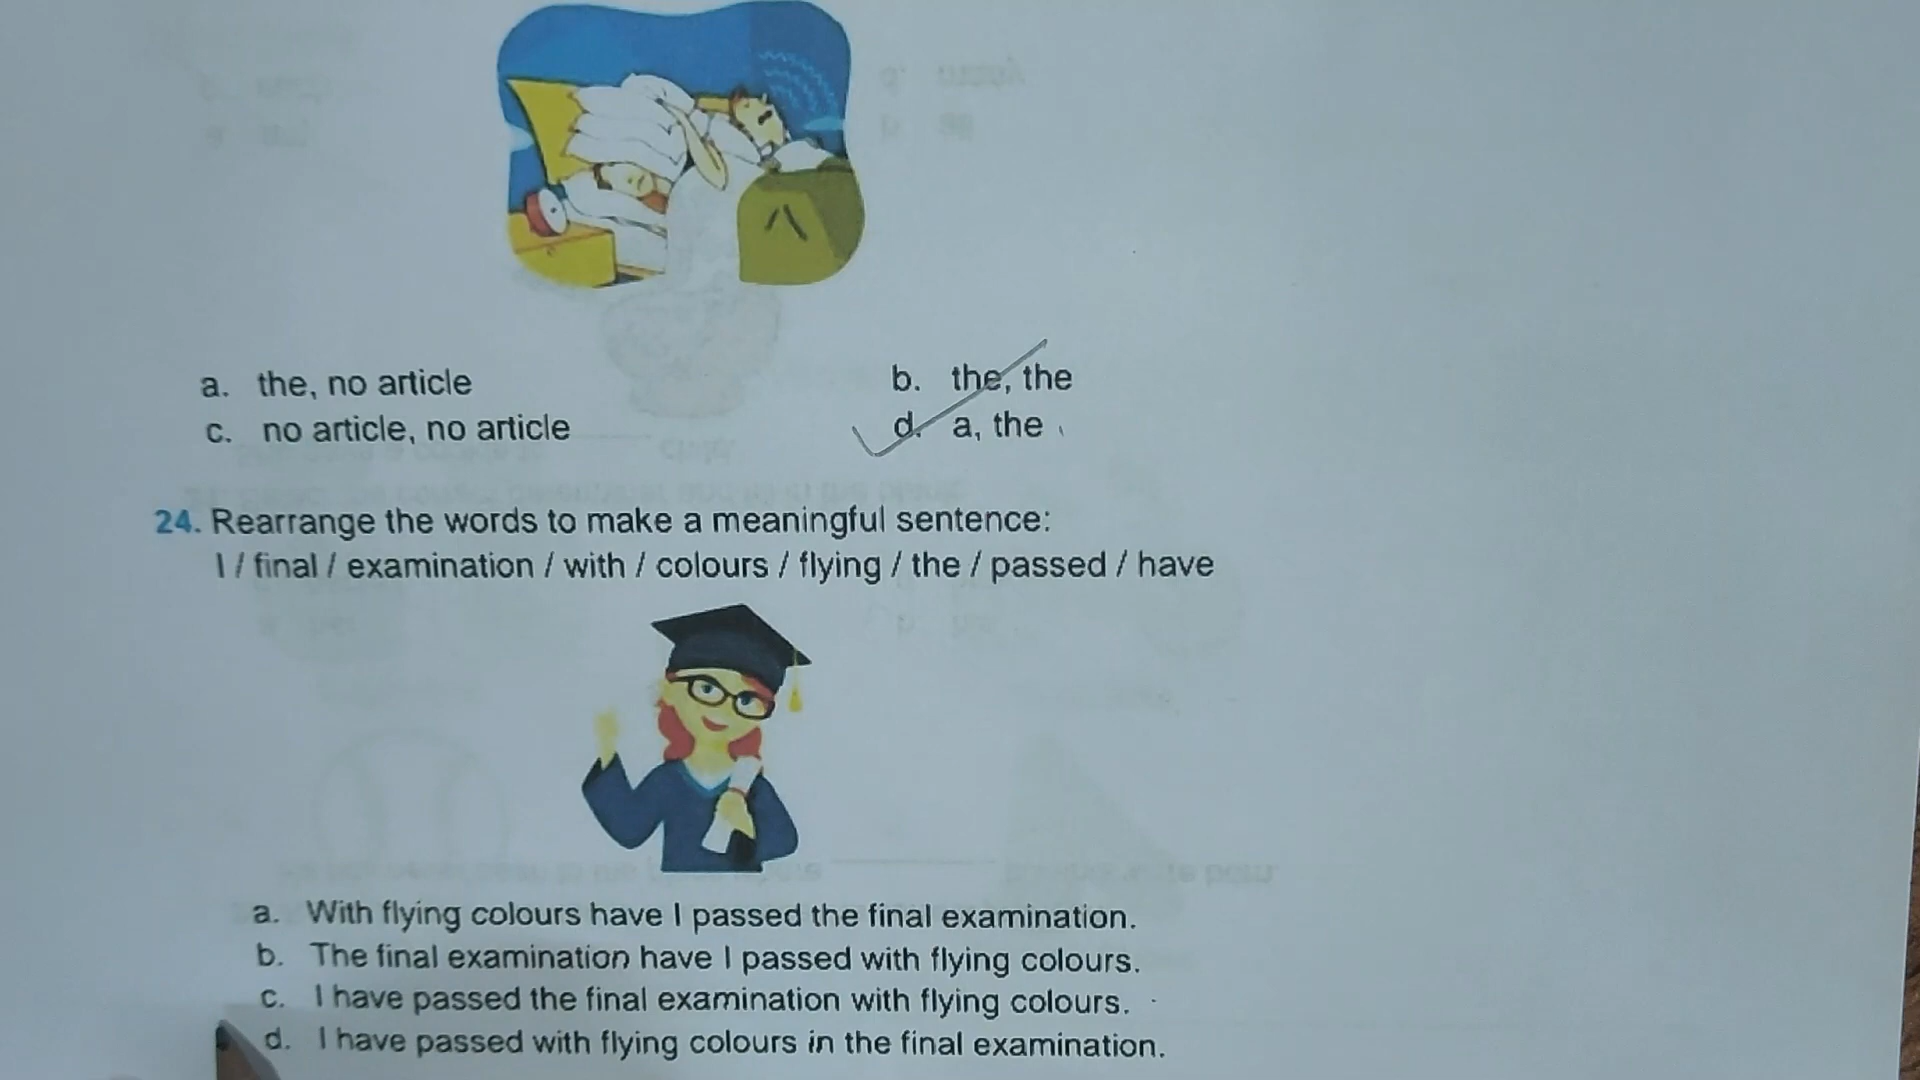 a. the, no article
b. the, the
c. no article, no article
d. a, the
24. Rearrange the words to make a meaningful sentence:
I / final / examination / with / colours / flying / the / passed / have
a. With flying colours have I passed the final examination.
b. The final examination have I passed with flying colours.
c. I have passed the final examination with flying colours.
d. I have passed with flying colours in the final examination.